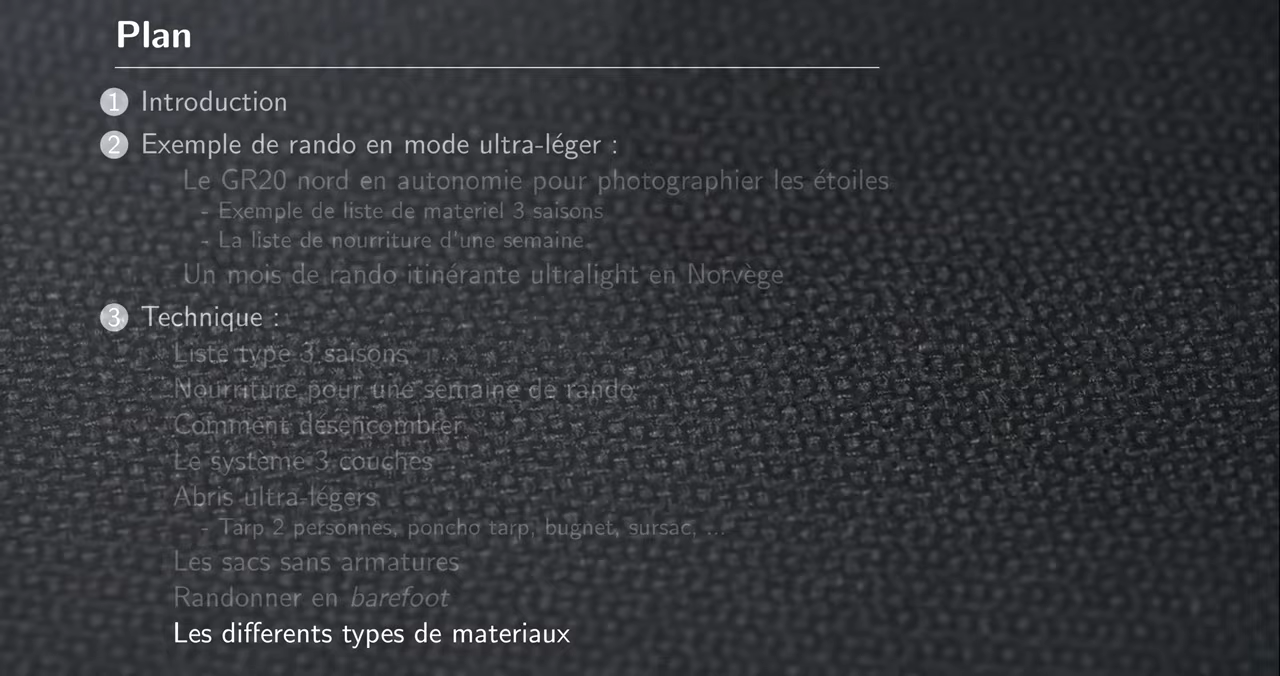 Plan
1 Introduction
2 Exemple de rando en mode ultra-léger :
Le GR20 nord en autonomie pour photographier les étoiles
- Exemple de liste de materiel 3 saisons
- La liste de nourriture d'une semaine.
Un mois de rando itinérante ultralight en Norvège
3 Technique :
Liste type 3 saisons
Nourriture pour une semaine de rando
Comment désencombrer
Le système 3 couches
Abris ultra-légers
- Tarp 2 personnes, poncho tarp, bugnet, sursac, ...
Les sacs sans armatures
Randonner en barefoot
Les differents types de materiaux